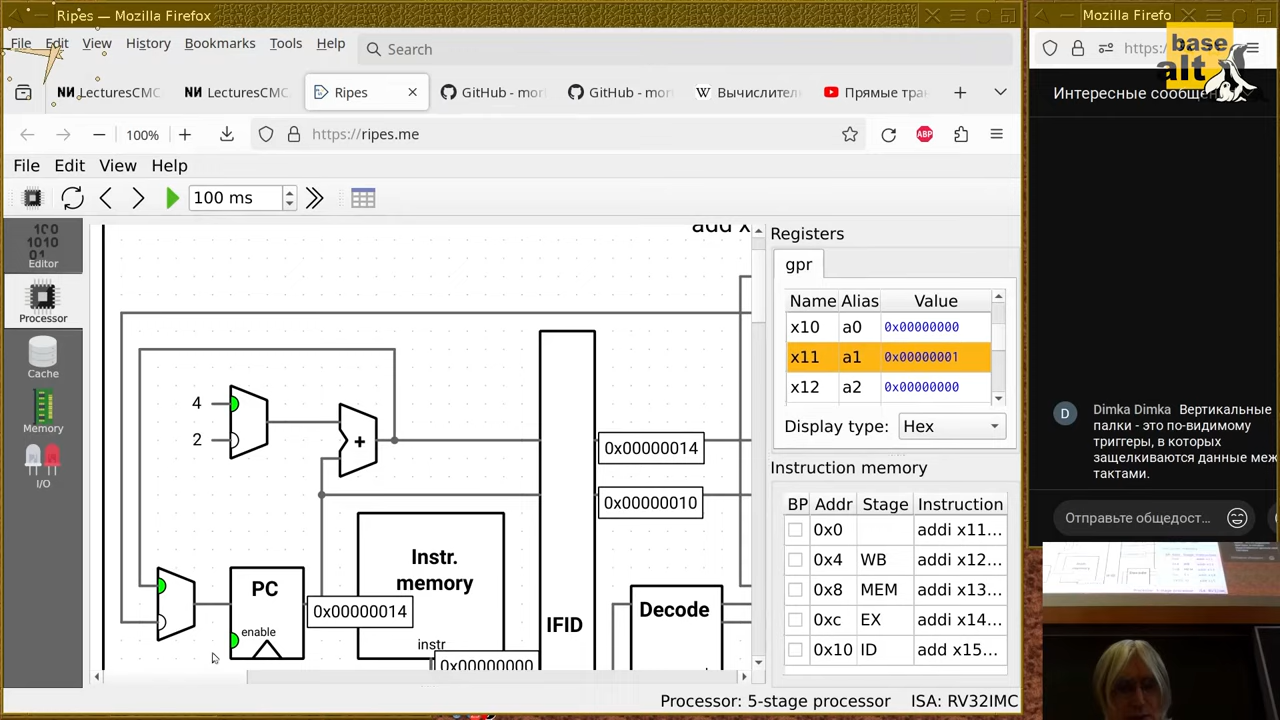 Ripes — Mozilla Firefox
File Edit View History Bookmarks Tools Help
Search
LecturesCMC
LecturesCMC
Ripes
GitHub - mor
GitHub - mor
Вычислител
Прямые тран
100%
https://ripes.me
ABP
File Edit View Help
100 ms
Editor
Processor
Cache
Memory
I/O
add x
4
2
+
0x00000014
0x00000010
Instr.
memory
instr
PC
enable
0x00000014
0x00000000
IFID
Decode
Registers
gpr
Name Alias Value
x10 a0 0x00000000
x11 a1 0x00000001
x12 a2 0x00000000
Display type: Hex
Instruction memory
BP Addr Stage Instruction
0x0 addi x11...
0x4 WB addi x12...
0x8 MEM addi x13...
0xc EX addi x14...
0x10 ID add x15...
Processor: 5-stage processor ISA: RV32IMC
Mozilla Firefo
https:
base
alt
Интересные сообщен
D
Dimka Dimka Вертикальные
палки - это по-видимому
триггеры, в которых
защелкиваются данные меж
тактами.
Отправьте общедост...